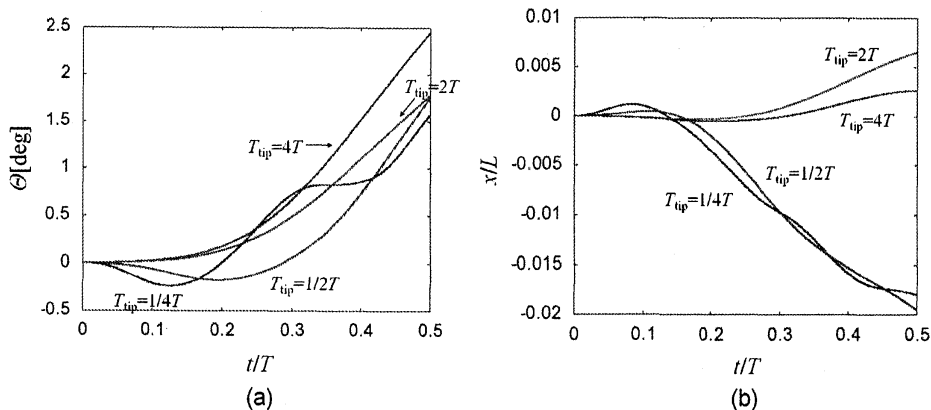 2.5
2
1.5
1
0.5
0
-0.5
Θ[deg]
T_tip=2T
T_tip=4T
T_tip=1/2T
T_tip=1/4T
0 0.1 0.2 0.3 0.4 0.5
t/T
(a)
0.01
0.005
0
-0.005
-0.01
-0.015
-0.02
x/L
T_tip=2T
T_tip=4T
T_tip=1/2T
T_tip=1/4T
0 0.1 0.2 0.3 0.4 0.5
t/T
(b)